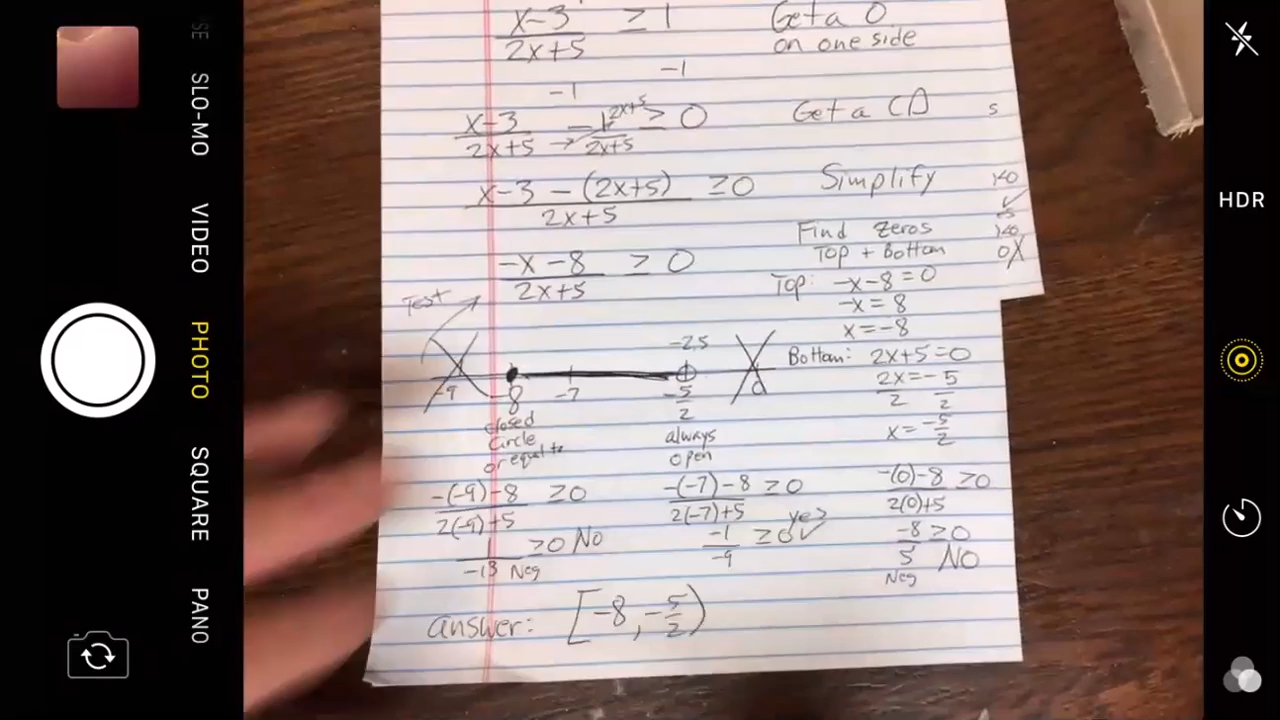 x-3 / 2x+5 ≥ 1 Get a 0
on one side
-1 -1
x-3 / 2x+5 - 1 2x+5 / 2x+5 ≥ 0 Get a CD
x-3 - (2x+5) / 2x+5 ≥0 Simplify
Find zeros
Top + Bottom
-x-8 / 2x+5 ≥ 0
Top: -x-8=0
-x=8
x=-8
Test
-2.5
-9 -8 -7 -5/2 0
closed
circle
or equal to
always
open
Bottom: 2x+5=0
2x=-5
2 2
x=-5/2
-(-9)-8 / 2(-9)+5 ≥0
1 / -13 ≥0 No
Neg
-(-7)-8 / 2(-7)+5 ≥0
-1 / -9 ≥0 yes ✓
-(0)-8 / 2(0)+5 ≥0
-8 / 5 ≥0
Neg NO
answer: [-8, -5/2)
SLO-MO
VIDEO
PHOTO
SQUARE
PANO
HDR